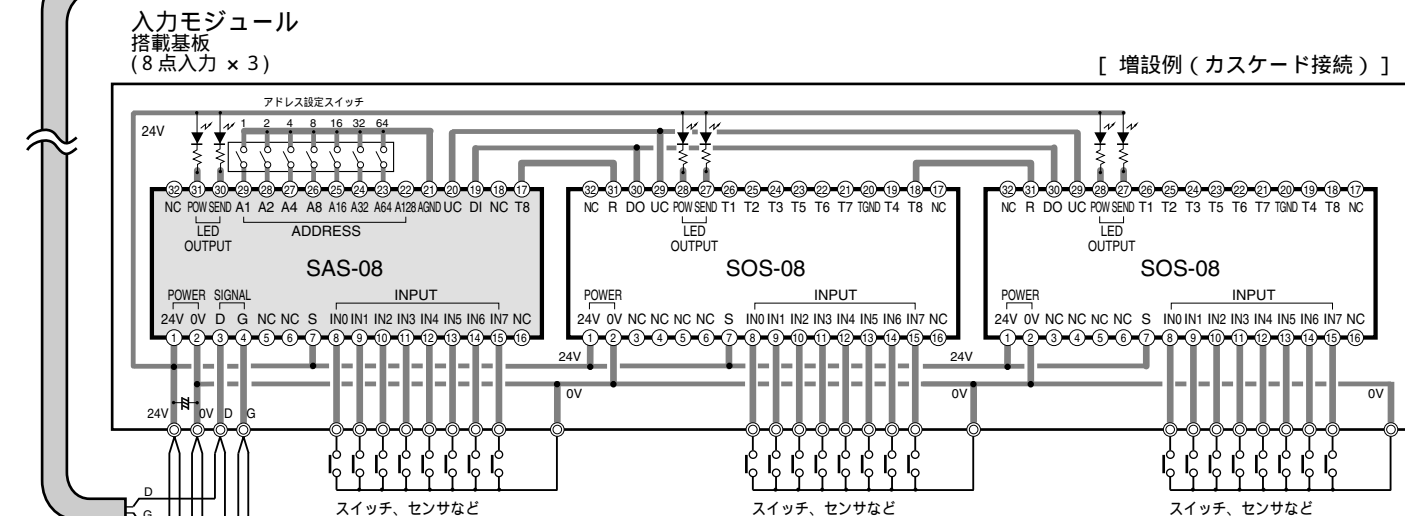 入力モジュール
搭載基板
(8点入力 × 3)
[ 増設例(カスケード接続) ]
アドレス設定スイッチ
24V
1 2 4 8 16 32 64
32 31 30 29 28 27 26 25 24 23 22 21 20 19 18 17
NC POW SEND A1 A2 A4 A8 A16 A32 A64 A128 AGND UC DI NC T8
LED
OUTPUT
ADDRESS
SAS-08
POWER SIGNAL INPUT
24V 0V D G NC NC S IN0 IN1 IN2 IN3 IN4 IN5 IN6 IN7 NC
1 2 3 4 5 6 7 8 9 10 11 12 13 14 15 16
32 31 30 29 28 27 26 25 24 23 22 21 20 19 18 17
NC R DO UC POW SEND T1 T2 T3 T5 T6 T7 TGND T4 T8 NC
LED
OUTPUT
SOS-08
POWER INPUT
24V 0V NC NC NC NC S IN0 IN1 IN2 IN3 IN4 IN5 IN6 IN7 NC
1 2 3 4 5 6 7 8 9 10 11 12 13 14 15 16
32 31 30 29 28 27 26 25 24 23 22 21 20 19 18 17
NC R DO UC POW SEND T1 T2 T3 T5 T6 T7 TGND T4 T8 NC
LED
OUTPUT
SOS-08
POWER INPUT
24V 0V NC NC NC NC S IN0 IN1 IN2 IN3 IN4 IN5 IN6 IN7 NC
1 2 3 4 5 6 7 8 9 10 11 12 13 14 15 16
24V 24V
0V 0V 0V
24V 0V D G
スイッチ、センサなど スイッチ、センサなど スイッチ、センサなど
D
G